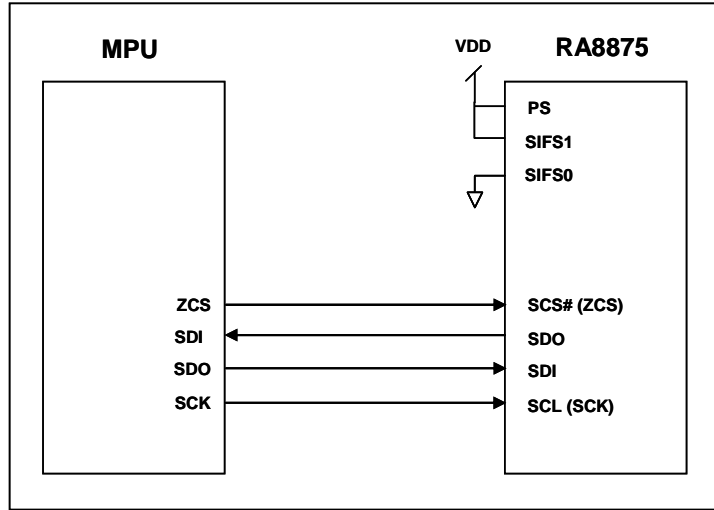 MPU
VDD
RA8875
PS
SIFS1
SIFS0
ZCS
SCS# (ZCS)
SDI
SDO
SDO
SDI
SCK
SCL (SCK)